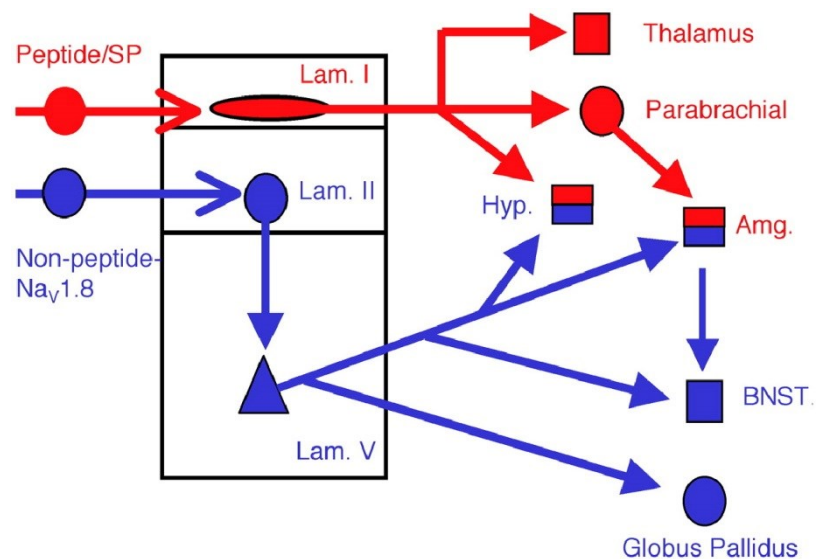 Peptide/SP
Lam. I
Thalamus
Parabrachial
Lam. II
Hyp.
Amg.
Non-peptide-
Naᵥ1.8
BNST.
Lam. V
Globus Pallidus